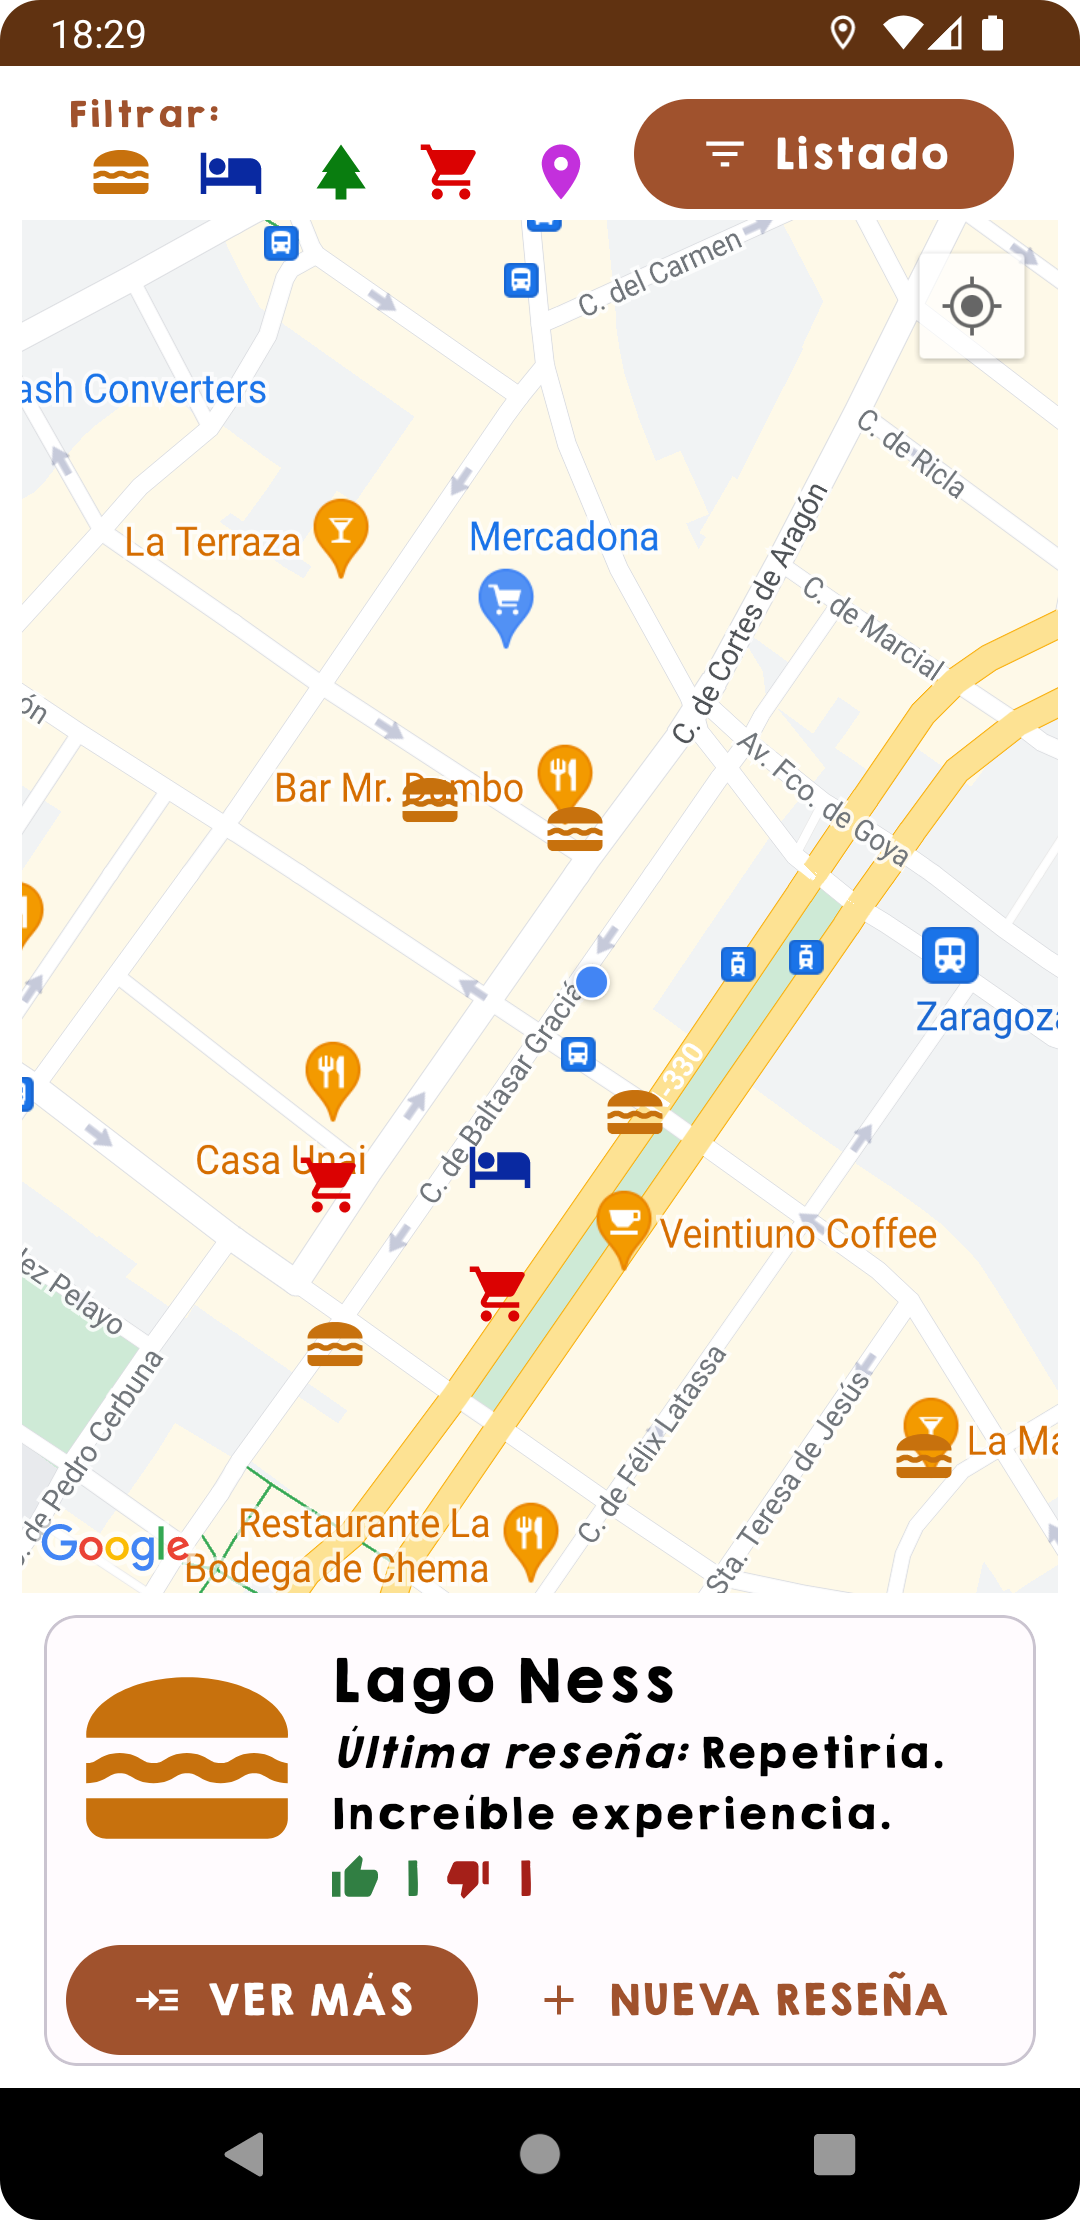 18:29
Filtrar:
Listado
C. del Carmen
ash Converters
C. de Ricla
La Terraza
Mercadona
C. de Cortes de Aragón
C. de Marcial
ón
Av. Fco. de Goya
Bar Mr. Dumbo
C. de Baltasar Graciá
Zaragoza
-330
Casa Unai
Veintiuno Coffee
ez Pelayo
. de Pedro Cerbuna
C. de Félix Latassa
Sta. Teresa de Jesús
La Ma
Google
Restaurante La
Bodega de Chema
Lago Ness
Última reseña: Repetiría.
Increíble experiencia.
1 1
VER MÁS
NUEVA RESEÑA